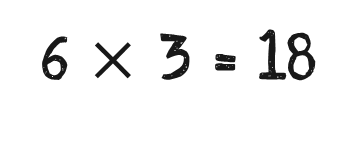 6 × 3 = 18